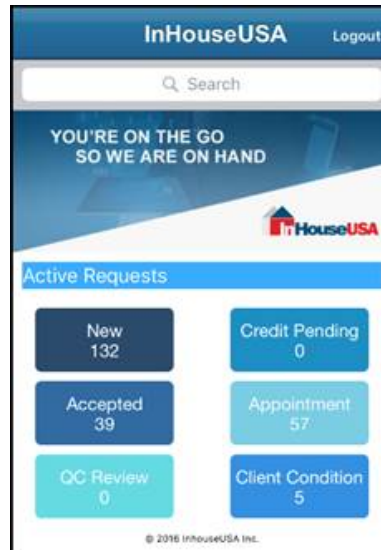 InHouseUSA
Logout
Search
YOU'RE ON THE GO
SO WE ARE ON HAND
InHouseUSA
Active Requests
New
132
Credit Pending
0
Accepted
39
Appointment
57
QC Review
0
Client Condition
5
© 2016 InhouseUSA Inc.